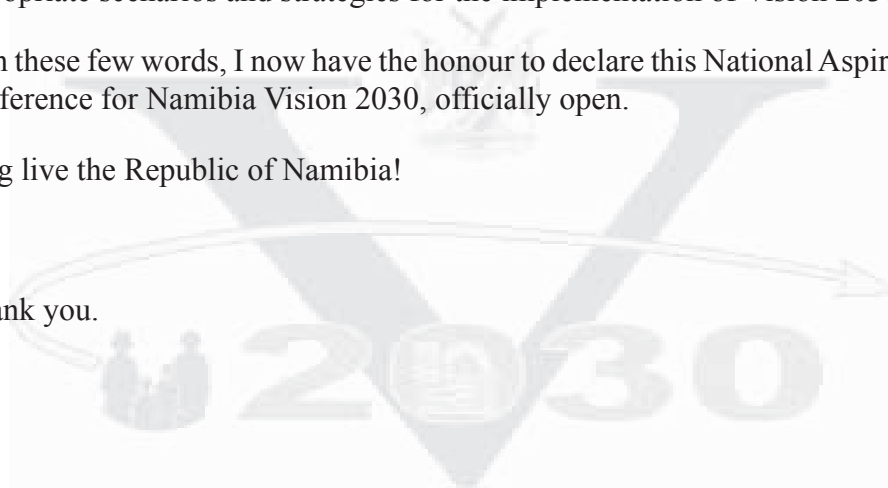 opriate scenarios and strategies for the implementation of Vision 203
n these few words, I now have the honour to declare this National Aspir
ference for Namibia Vision 2030, officially open.
g live the Republic of Namibia!
ank you.
V
2030